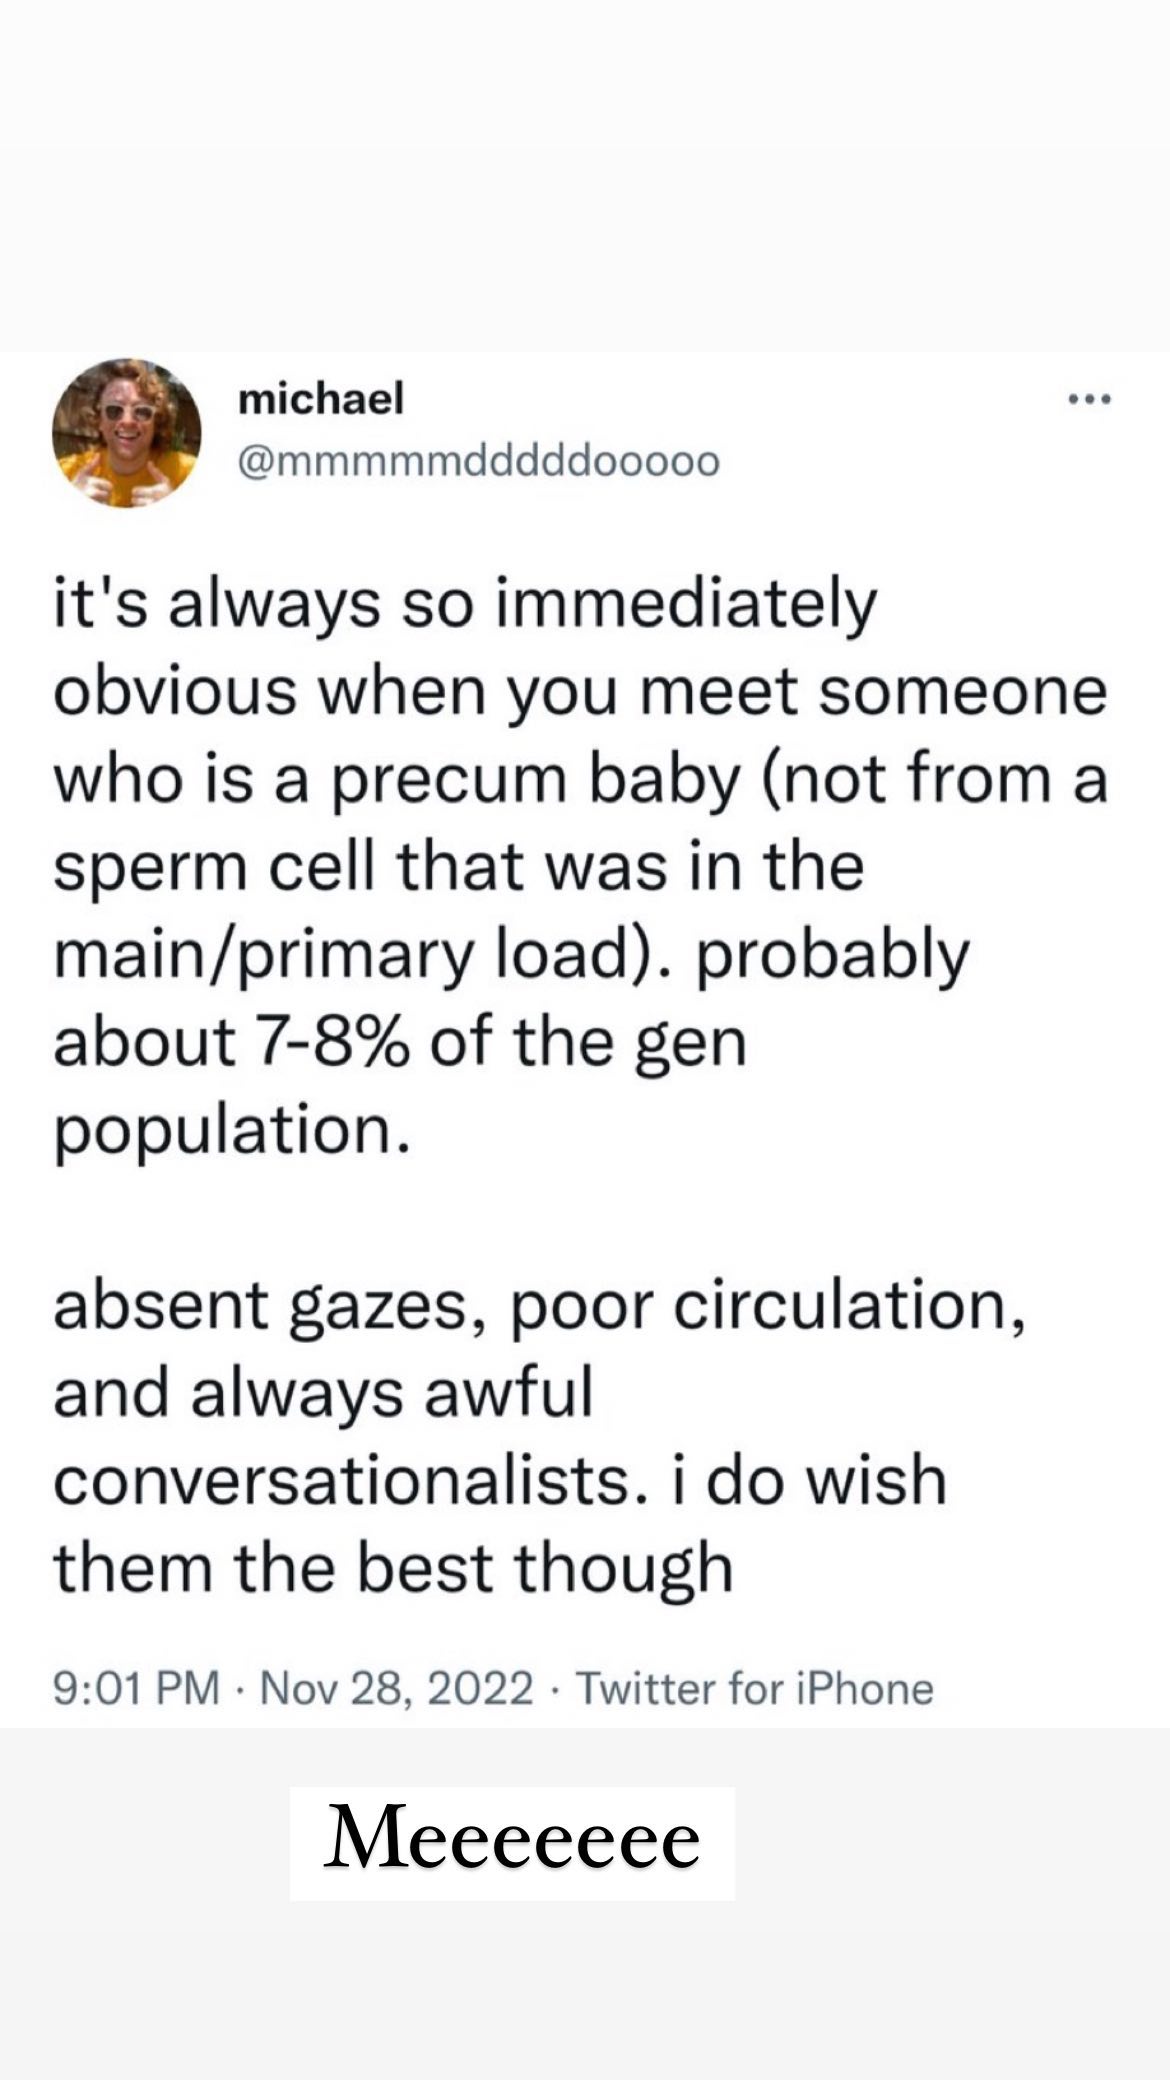 michael
@mmmmmdddddooooo
it's always so immediately
obvious when you meet someone
who is a precum baby (not from a
sperm cell that was in the
main/primary load). probably
about 7-8% of the gen
population.
absent gazes, poor circulation,
and always awful
conversationalists. i do wish
them the best though
9:01 PM · Nov 28, 2022 · Twitter for iPhone
Meeeeeee